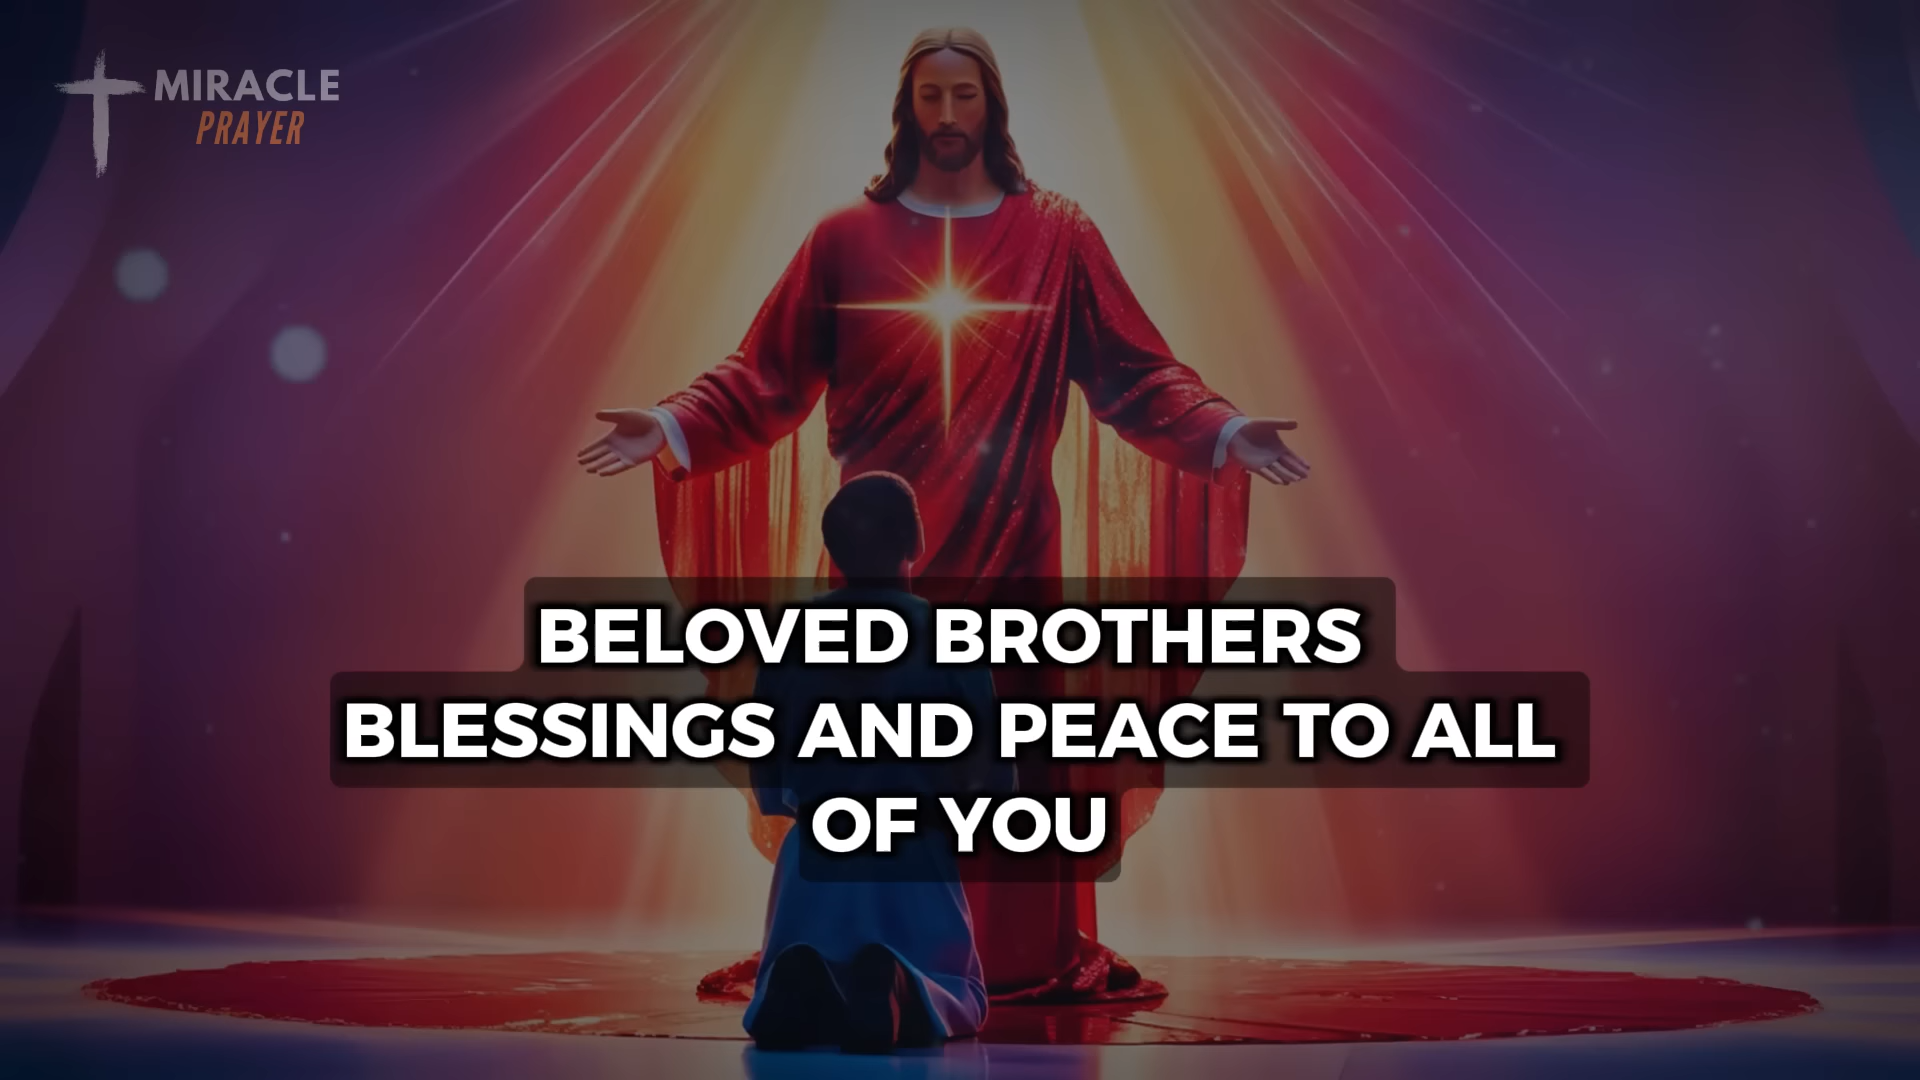 MIRACLE
PRAYER
BELOVED BROTHERS
BLESSINGS AND PEACE TO ALL
OF YOU